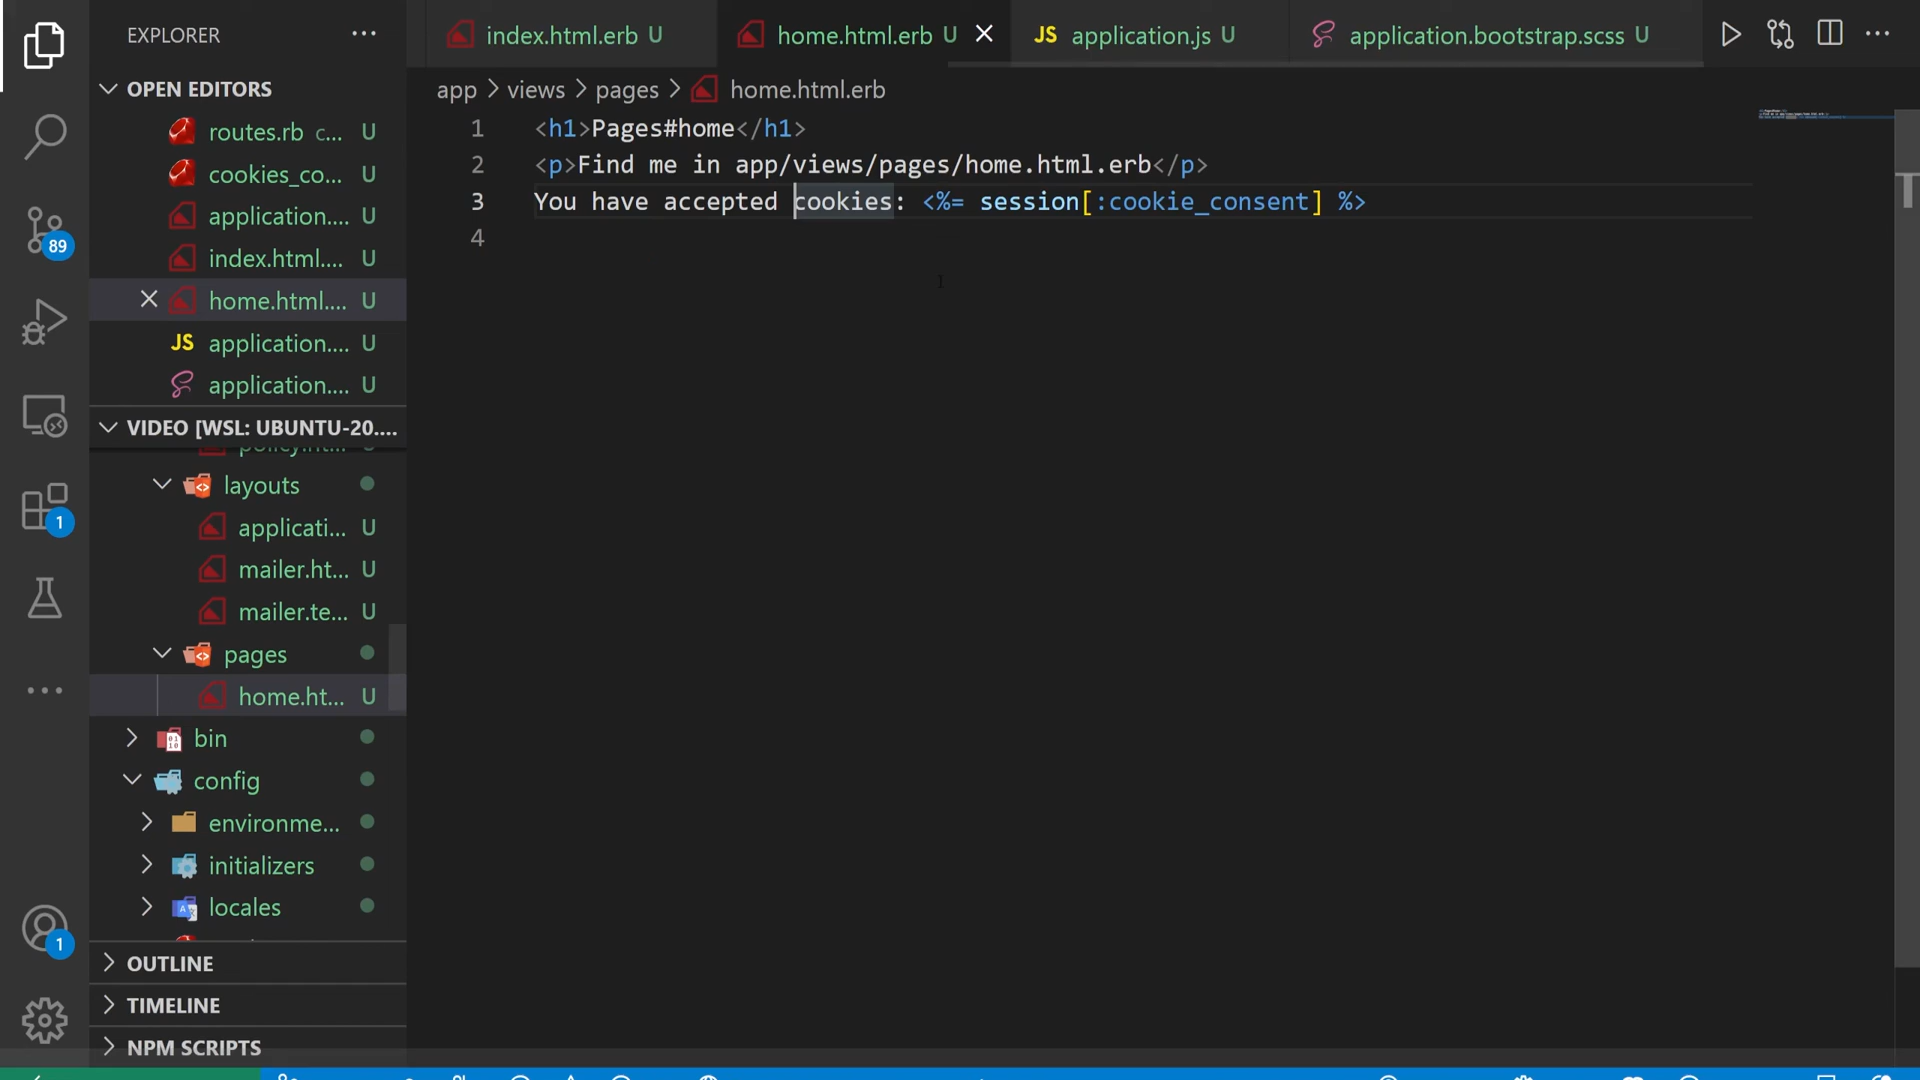 EXPLORER
index.html.erb U
home.html.erb U
JS application.js U
application.bootstrap.scss U
OPEN EDITORS
routes.rb c... U
cookies_co... U
application.... U
index.html.... U
home.html.... U
JS application.... U
application.... U
app > views > pages > home.html.erb
1 <h1>Pages#home</h1>
2 <p>Find me in app/views/pages/home.html.erb</p>
3 You have accepted cookies: <%= session[:cookie_consent] %>
4
89
1
1
VIDEO [WSL: UBUNTU-20....
policy.ht...
layouts
applicati... U
mailer.ht... U
mailer.te... U
pages
home.ht... U
bin
config
environme...
initializers
locales
OUTLINE
TIMELINE
NPM SCRIPTS